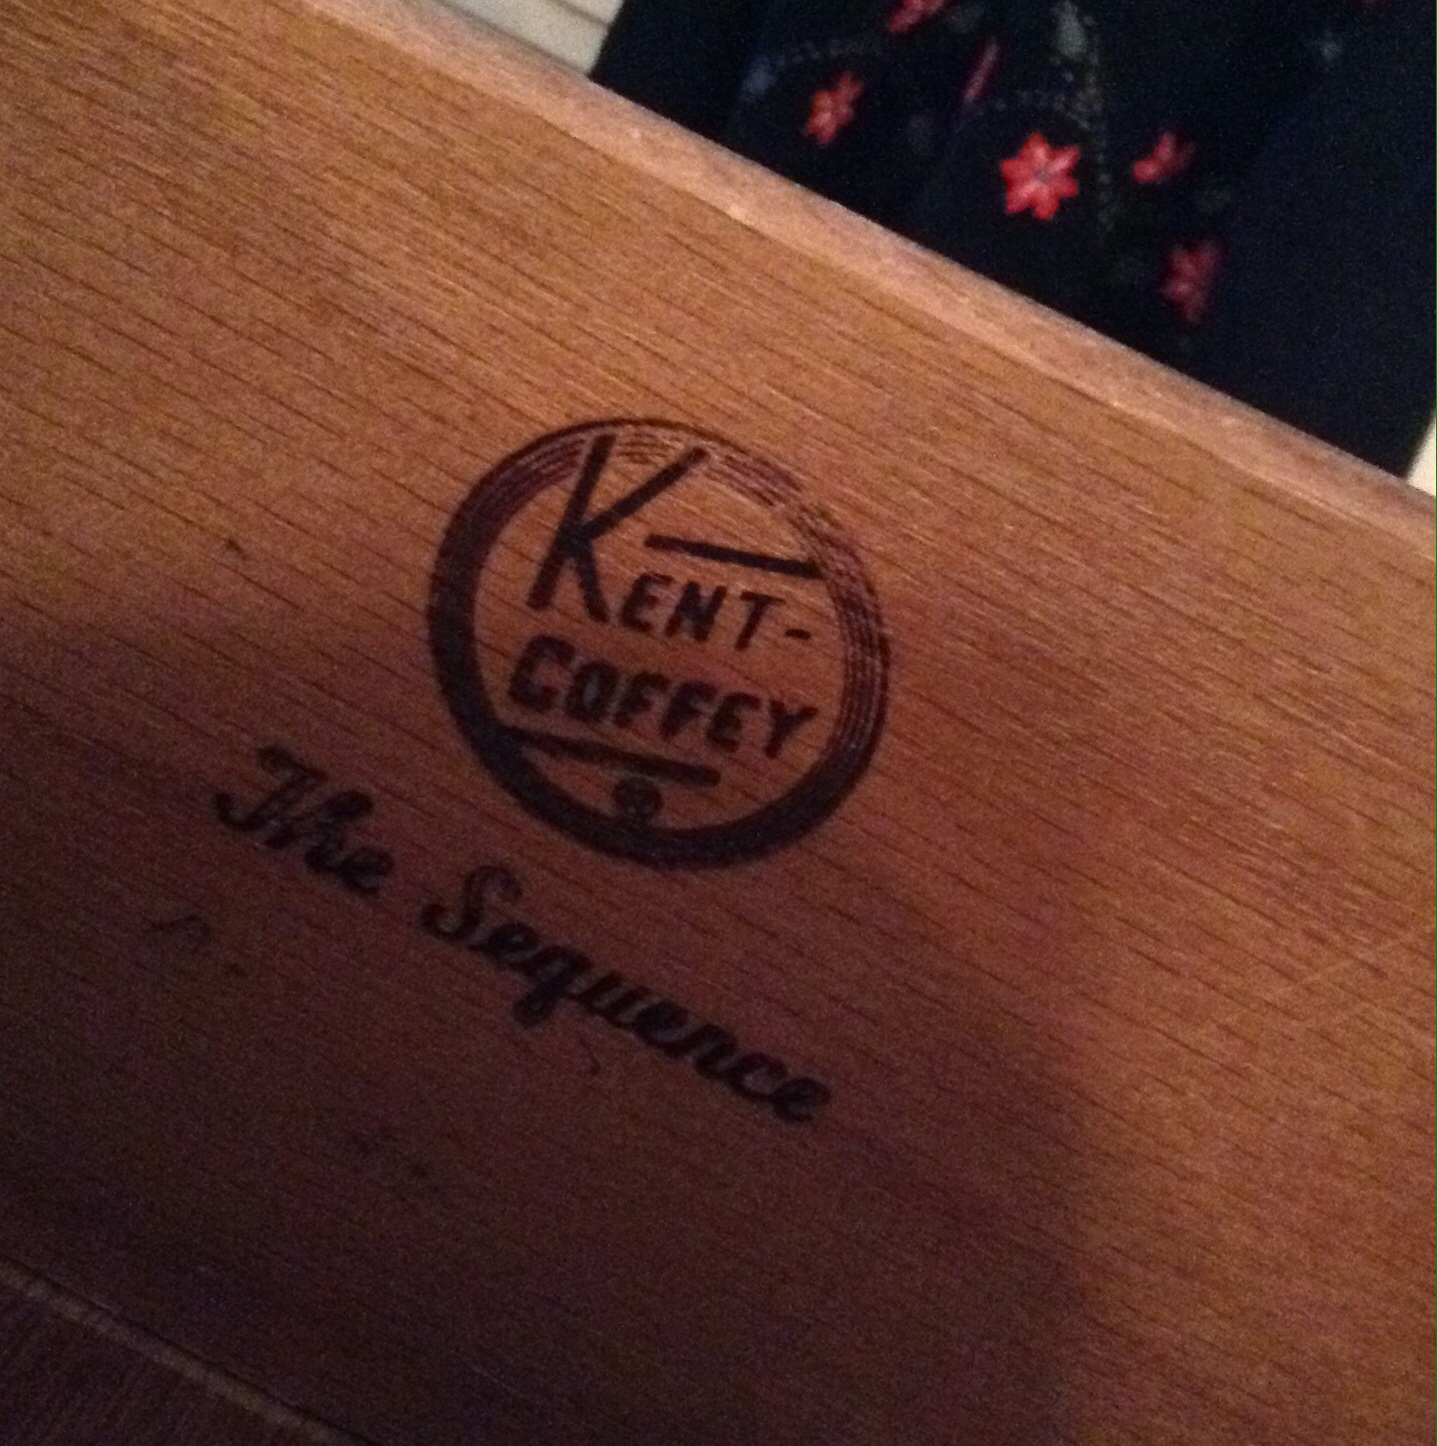 KENT-
COFFEY
The Sequence